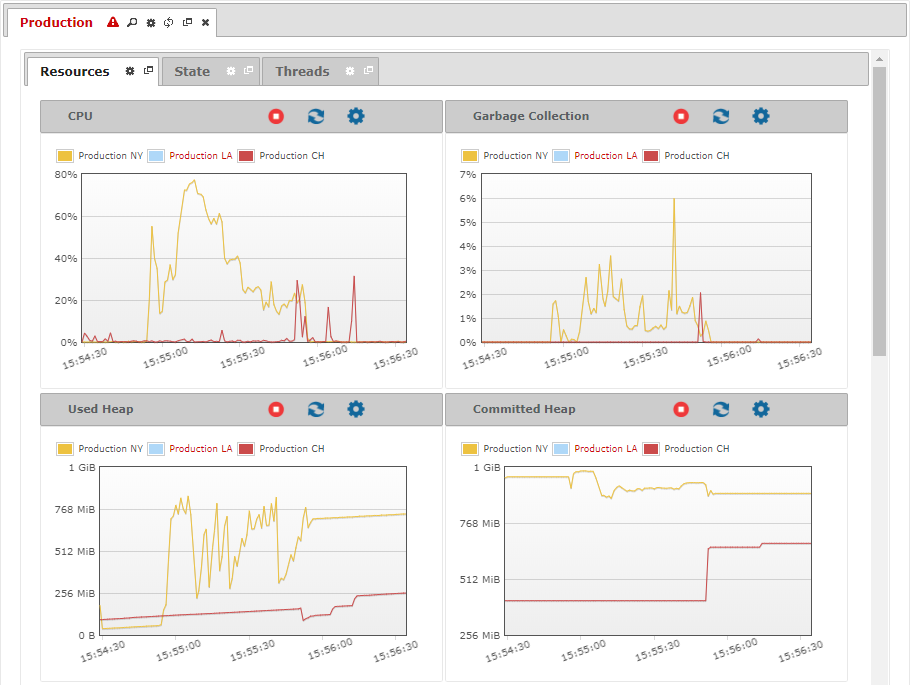 Production
Resources State Threads
CPU
Production NY Production LA Production CH
80%
60%
40%
20%
0%
15:54:30 15:55:00 15:55:30 15:56:00 15:56:30
Garbage Collection
Production NY Production LA Production CH
7%
6%
5%
4%
3%
2%
1%
0%
15:54:30 15:55:00 15:55:30 15:56:00 15:56:30
Used Heap
Production NY Production LA Production CH
1 GiB
768 MiB
512 MiB
256 MiB
0 B
15:54:30 15:55:00 15:55:30 15:56:00 15:56:30
Committed Heap
Production NY Production LA Production CH
1 GiB
768 MiB
512 MiB
256 MiB
15:54:30 15:55:00 15:55:30 15:56:00 15:56:30